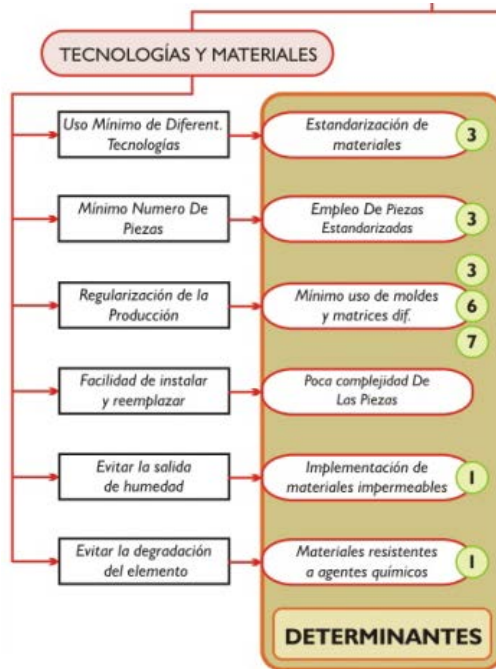 TECNOLOGÍAS Y MATERIALES
Uso Mínimo de Diferent.
Tecnologías
Estandarización de
materiales
3
Mínimo Numero De
Piezas
Empleo De Piezas
Estandarizadas
3
Regularización de la
Producción
Mínimo uso de moldes
y matrices dif.
3
6
7
Facilidad de instalar
y reemplazar
Poca complejidad De
Las Piezas
Evitar la salida
de humedad
Implementación de
materiales impermeables
1
Evitar la degradación
del elemento
Materiales resistentes
a agentes químicos
1
DETERMINANTES